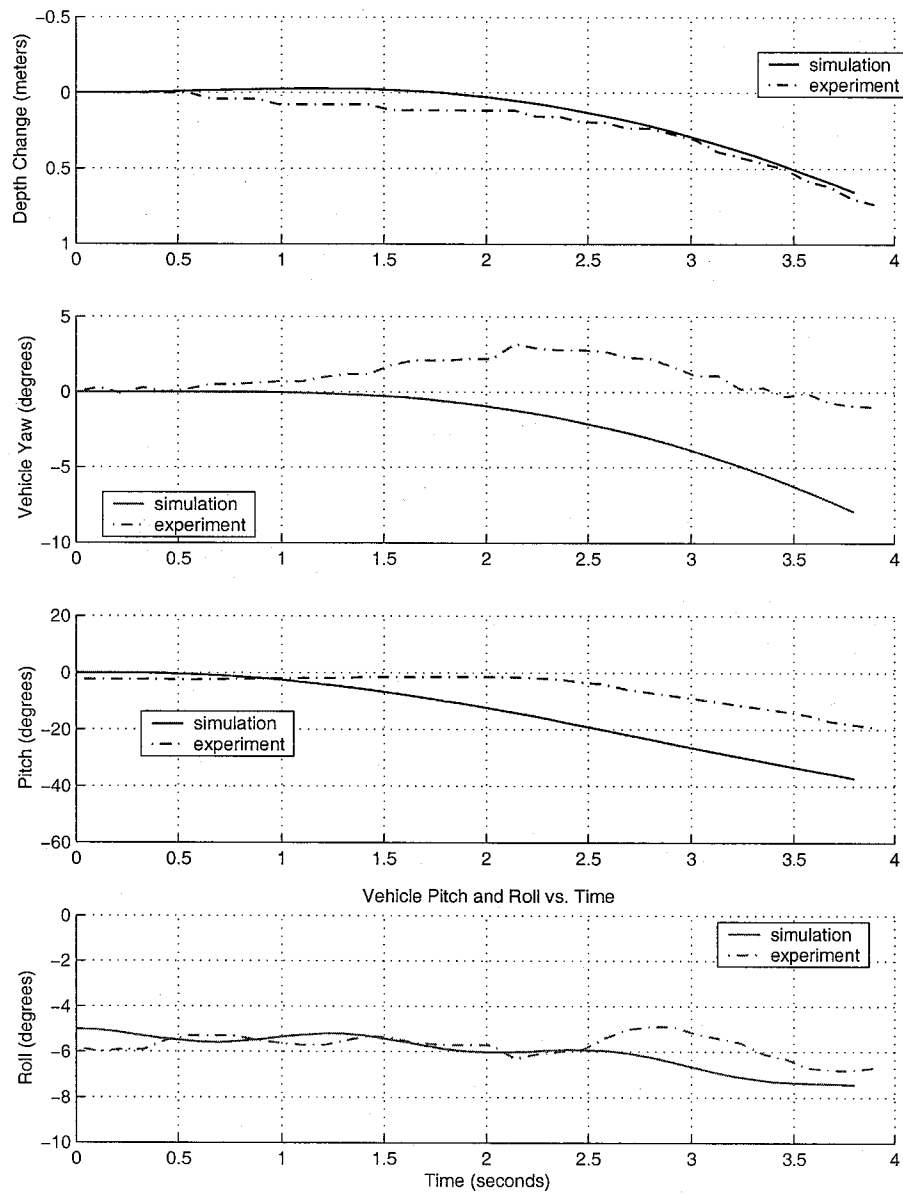 -0.5
0
0.5
1
Depth Change (meters)
simulation
experiment
0 0.5 1 1.5 2 2.5 3 3.5 4
5
0
-5
-10
Vehicle Yaw (degrees)
simulation
experiment
0 0.5 1 1.5 2 2.5 3 3.5 4
20
0
-20
-40
-60
Pitch (degrees)
simulation
experiment
0 0.5 1 1.5 2 2.5 3 3.5 4
Vehicle Pitch and Roll vs. Time
0
-2
-4
-6
-8
-10
Roll (degrees)
simulation
experiment
0 0.5 1 1.5 2 2.5 3 3.5 4
Time (seconds)